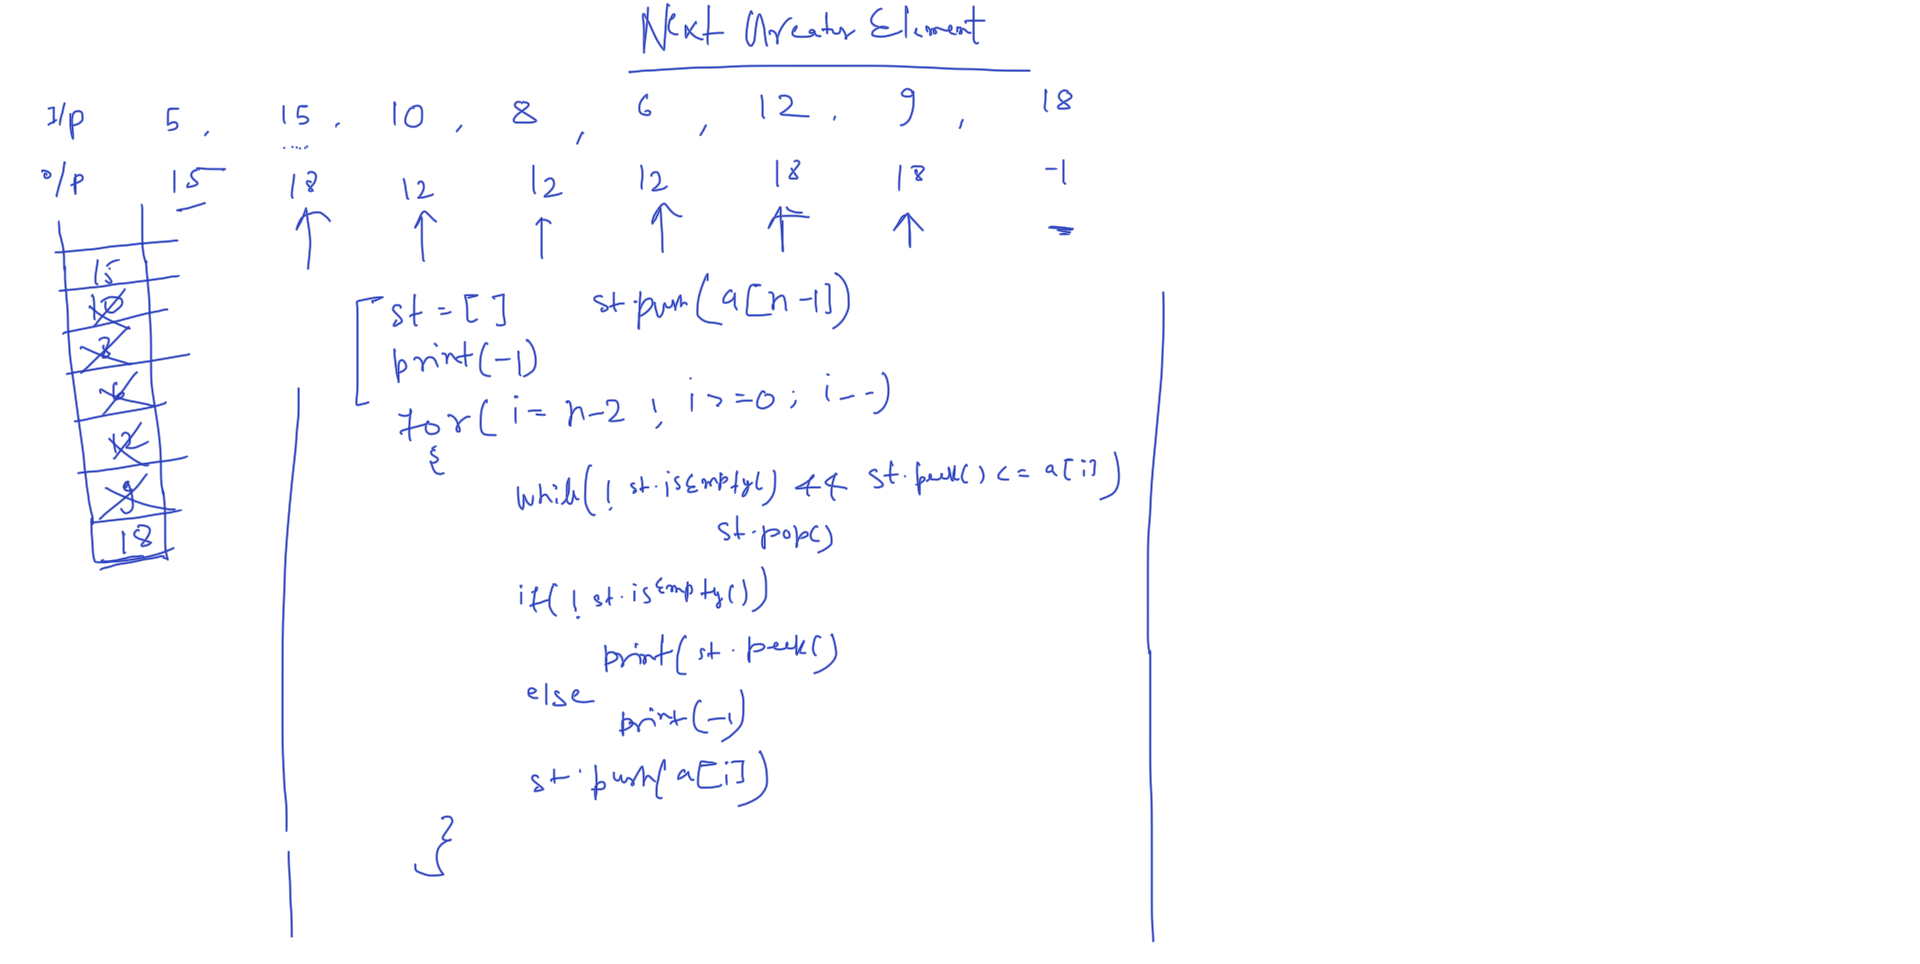 Next Greater Element
I/p 5, 15, 10, 8, 6, 12, 9, 18
o/p 15 18 12 12 12 18 18 -1
15
10
8
6
12
9
18
st = [ ] st.push(a[n-1])
print(-1)
for( i = n-2 ; i >= 0 ; i--)
{
while( ! st.isEmpty() && st.peek() <= a[i])
st.pop()
if( ! st.isEmpty())
print( st.peek()
else
print(-1)
st.push( a[i])
}